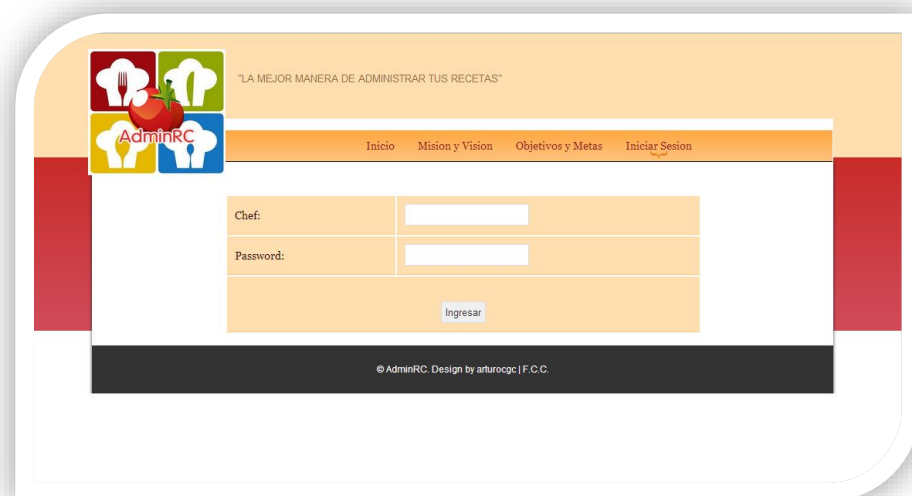 "LA MEJOR MANERA DE ADMINISTRAR TUS RECETAS"
AdminRC
Inicio Mision y Vision Objetivos y Metas Iniciar Sesion
Chef:
Password:
Ingresar
© AdminRC. Design by arturocgc | F.C.C.